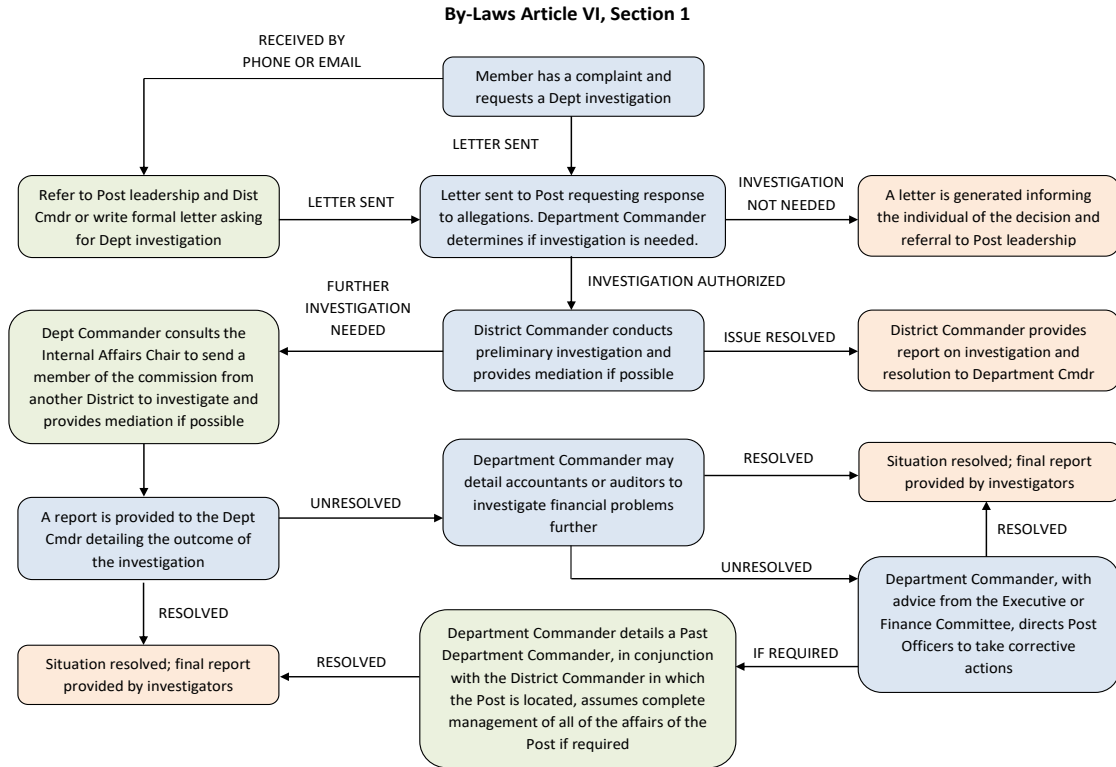 By-Laws Article VI, Section 1
RECEIVED BY
PHONE OR EMAIL
Member has a complaint and
requests a Dept investigation
LETTER SENT
Refer to Post leadership and Dist
Cmdr or write formal letter asking
for Dept investigation
LETTER SENT
Letter sent to Post requesting response
to allegations. Department Commander
determines if investigation is needed.
INVESTIGATION
NOT NEEDED
A letter is generated informing
the individual of the decision and
referral to Post leadership
INVESTIGATION AUTHORIZED
FURTHER
INVESTIGATION
NEEDED
Dept Commander consults the
Internal Affairs Chair to send a
member of the commission from
another District to investigate and
provides mediation if possible
District Commander conducts
preliminary investigation and
provides mediation if possible
ISSUE RESOLVED
District Commander provides
report on investigation and
resolution to Department Cmdr
A report is provided to the Dept
Cmdr detailing the outcome of
the investigation
UNRESOLVED
Department Commander may
detail accountants or auditors to
investigate financial problems
further
RESOLVED
Situation resolved; final report
provided by investigators
RESOLVED
UNRESOLVED
Department Commander, with
advice from the Executive or
Finance Committee, directs Post
Officers to take corrective
actions
RESOLVED
Situation resolved; final report
provided by investigators
RESOLVED
Department Commander details a Past
Department Commander, in conjunction
with the District Commander in which
the Post is located, assumes complete
management of all of the affairs of the
Post if required
IF REQUIRED